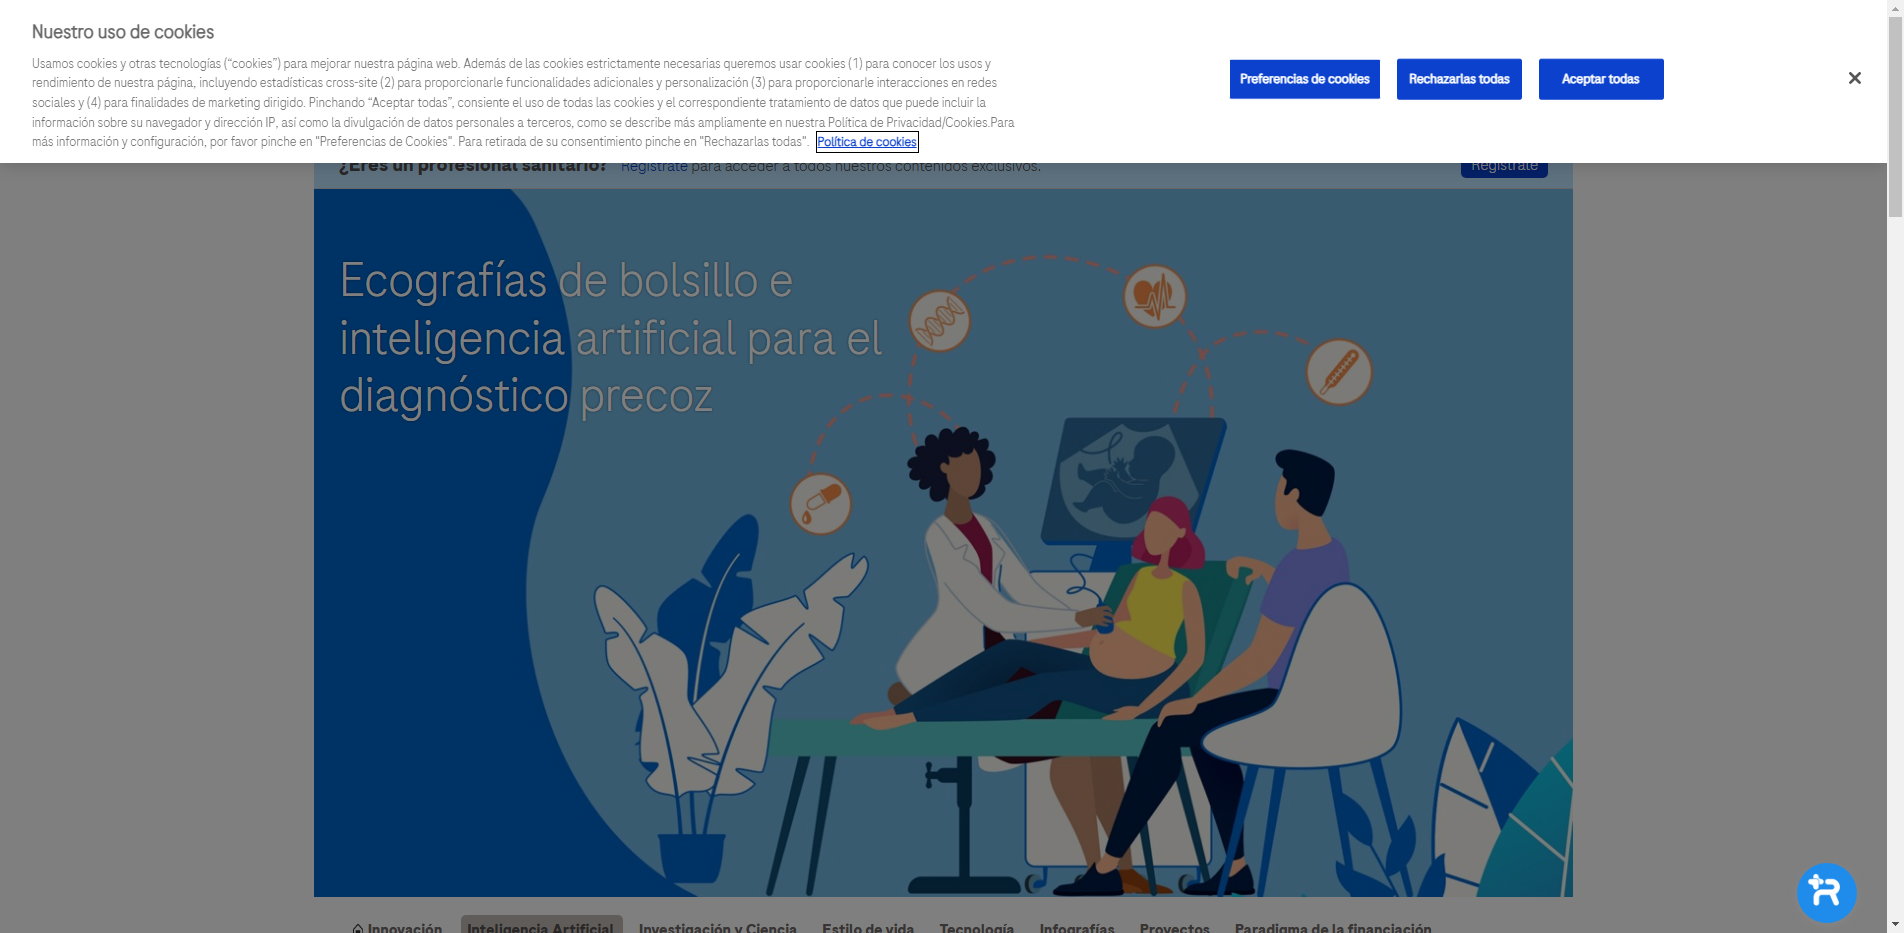 Nuestro uso de cookies
Usamos cookies y otras tecnologías (“cookies”) para mejorar nuestra página web. Además de las cookies estrictamente necesarias queremos usar cookies (1) para conocer los usos y
rendimiento de nuestra página, incluyendo estadísticas cross-site (2) para proporcionarle funcionalidades adicionales y personalización (3) para proporcionarle interacciones en redes
sociales y (4) para finalidades de marketing dirigido. Pinchando “Aceptar todas”, consiente el uso de todas las cookies y el correspondiente tratamiento de datos que puede incluir la
información sobre su navegador y dirección IP, así como la divulgación de datos personales a terceros, como se describe más ampliamente en nuestra Política de Privacidad/Cookies.Para
más información y configuración, por favor pinche en "Preferencias de Cookies". Para retirada de su consentimiento pinche en "Rechazarlas todas". Política de cookies
Preferencias de cookies Rechazarlas todas Aceptar todas
¿Eres un profesional sanitario? Regístrate para acceder a todos nuestros contenidos exclusivos. Regístrate
Ecografías de bolsillo e
inteligencia artificial para el
diagnóstico precoz
Innovación Inteligencia Artificial Investigación y Ciencia Estilo de vida Tecnología Infografías Proyectos Paradigma de la financiación